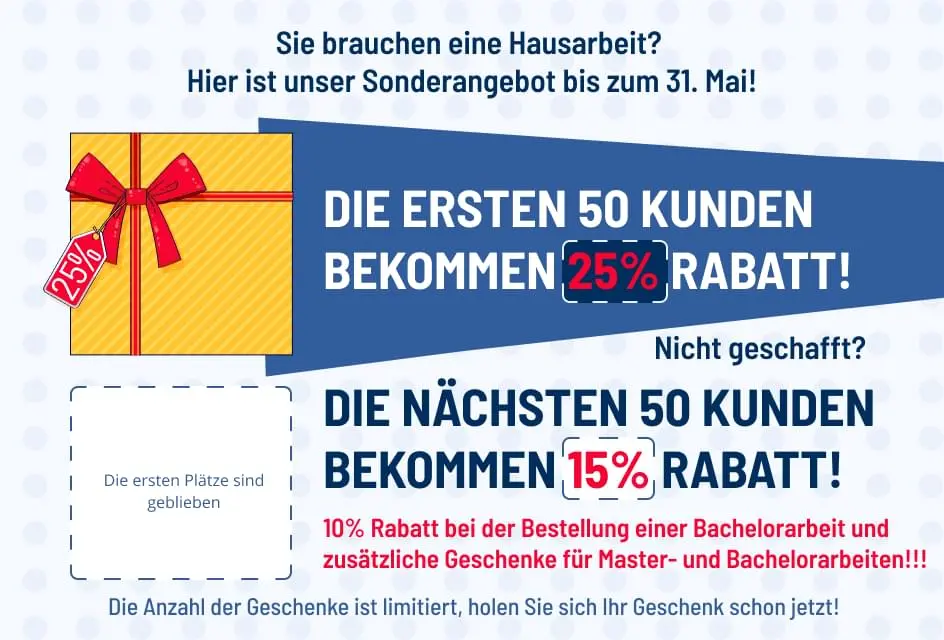 Sie brauchen eine Hausarbeit?
Hier ist unser Sonderangebot bis zum 31. Mai!
25%
DIE ERSTEN 50 KUNDEN
BEKOMMEN 25% RABATT!
Nicht geschafft?
DIE NÄCHSTEN 50 KUNDEN
BEKOMMEN 15% RABATT!
Die ersten Plätze sind
geblieben
10% Rabatt bei der Bestellung einer Bachelorarbeit und
zusätzliche Geschenke für Master- und Bachelorarbeiten!!!
Die Anzahl der Geschenke ist limitiert, holen Sie sich Ihr Geschenk schon jetzt!